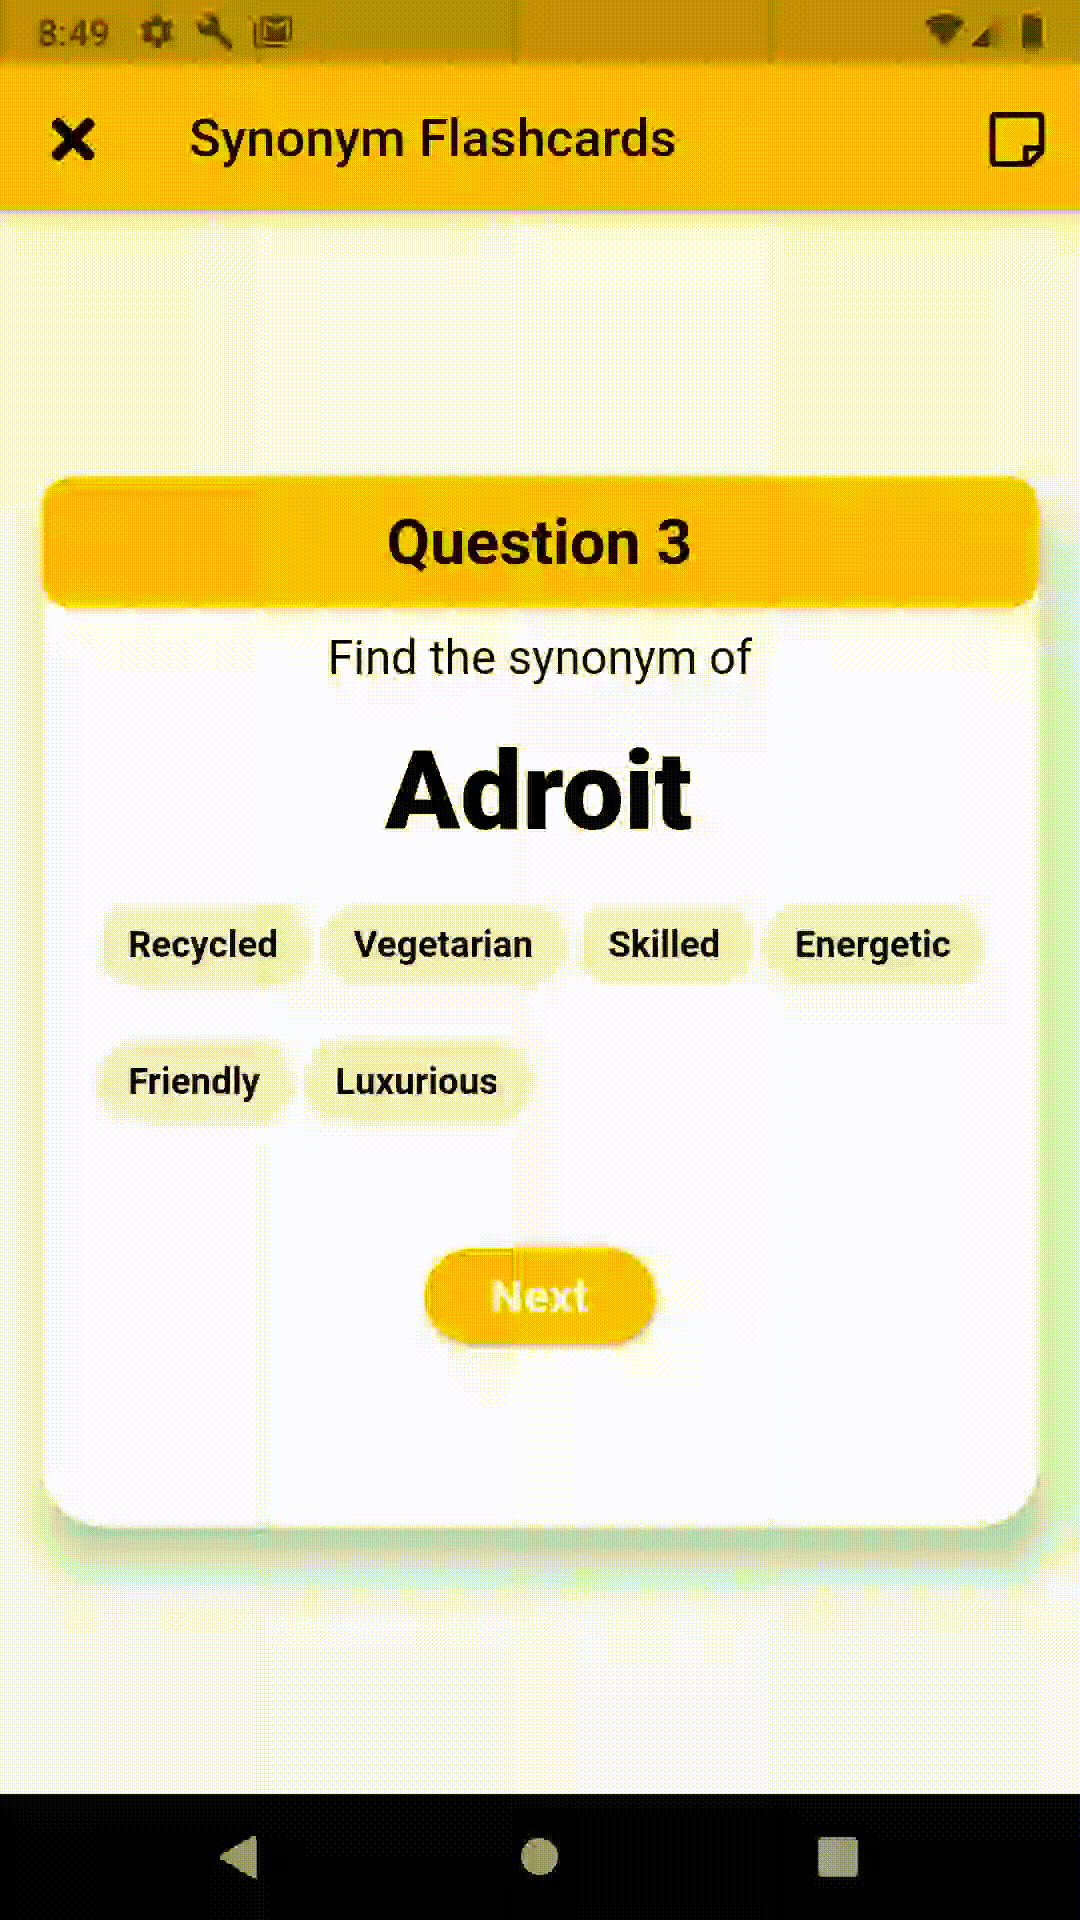 8:49
Synonym Flashcards
Question 3
Find the synonym of
Adroit
Recycled Vegetarian Skilled Energetic
Friendly Luxurious
Next